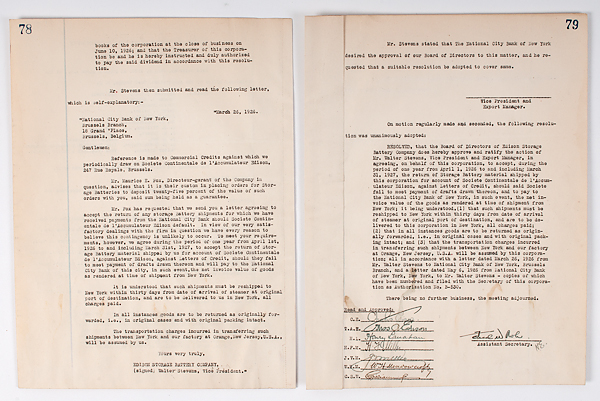 78
books of the corporation at the close of business on
June 10, 1926; and that the Treasurer of this corpora-
tion be and he is hereby instructed and duly authorized
to pay the said dividend in accordance with this resolu-
tion.
Mr. Stevens then submitted and read the following letter,
which is self-explanatory:-
"March 26, 1926.
"National City Bank of New York,
Brussels Branch,
Grand Place,
Brussels, Belgium.
Gentlemen:
Reference is made to Commercial Credits against which we
periodically draw on Societe Continentale de l'Accumulateur Edison,
247 Rue Royale, Brussels.
Mr. Maurice R. Pux, Director-gerant of the Company in
question, advises that it is their custom in placing orders for Stor-
age Batteries to deposit twenty-five percent of the value of such
orders with you, said sum being held as a guarantee.
Mr. Pux has requested that we send you a letter agreeing to
accept the return of any storage battery shipments for which we have
received payment from the National City Bank should Societe Contin-
entale de l'Accumulateur Edison default. In view of our very satis-
factory dealings with the firm in question we have every reason to
believe this contingency is unlikely to occur. To meet your require-
ments, however, we agree during the period of one year from April 1st,
1926 to and including March 31st, 1927, to accept the return of stor-
age battery material shipped by us for account of Societe Continentale
de l'Accumulateur Edison, against Letters of Credit, should they fail
to meet payment of drafts drawn thereon and will pay to the National
City Bank of this city, in such event, the net invoice value of goods
as rendered at time of shipment from New York.
It is understood that such shipments must be reshipped to
New York within thirty days from date of arrival of steamer at original
port of destination, and are to be delivered to us in New York, all
charges paid.
In all instances goods are to be returned as originally for-
warded, i.e., in original cases and with original packing intact.
The transportation charges incurred in transferring such
shipments between New York and our factory at Orange, New Jersey, U.S.A.,
will be assumed by us.
Yours very truly,
EDISON STORAGE BATTERY COMPANY,
(signed) Walter Stevens, Vice President."
79
Mr. Stevens stated that The National City Bank of New York
desired the approval of our Board of Directors to this matter, and he re-
quested that a suitable resolution be adopted to cover same.
Vice President and
Export Manager.
On motion regularly made and seconded, the following resolu-
tion was unanimously adopted:
RESOLVED, that the Board of Directors of Edison Storage
Battery Company does hereby approve and ratify the action of
Mr. Walter Stevens, Vice President and Export Manager, in
agreeing, on behalf of this corporation, to accept, during the
period of one year from April 1, 1926 to and including March
31, 1927, the return of Storage Battery material shipped by
this corporation for account of Societe Continentale de l'Accum-
ulateur Edison, against Letters of Credit, should said Societe
fail to meet payment of drafts drawn thereon, and to pay to
the National City Bank of New York, in such event, the net in-
voice value of the goods as rendered at time of shipment from
New York; it being understood, (1) that such shipments must be
reshipped to New York within thirty days from date of arrival
of steamer at original port of destination, and are to be de-
livered to this corporation in New York, all charges paid;
(2) that in all instances goods are to be returned as origin-
ally forwarded, i.e., in original cases and with original pack-
ing intact; and (3) that the transportation charges incurred
in transferring such shipments between New York and our factory
at Orange, New Jersey, U.S.A. will be assumed by this corpora-
tion: all in accordance with a letter dated March 26, 1926 from
Mr. Walter Stevens to National City Bank of New York, Brussels
Branch, and a letter dated May 6, 1926 from National City Bank
of New York, New York, to Mr. Walter Stevens - copies of which
have been numbered and filed with the Secretary of this corpora-
tion as Authorization No.
There being no further business, the meeting adjourned.
Read and Approved:
C.E.
T.A.E.
H.L. Harry Lanahan
H.F.M. H F Miller
J.V.M.
Assistant Secretary.